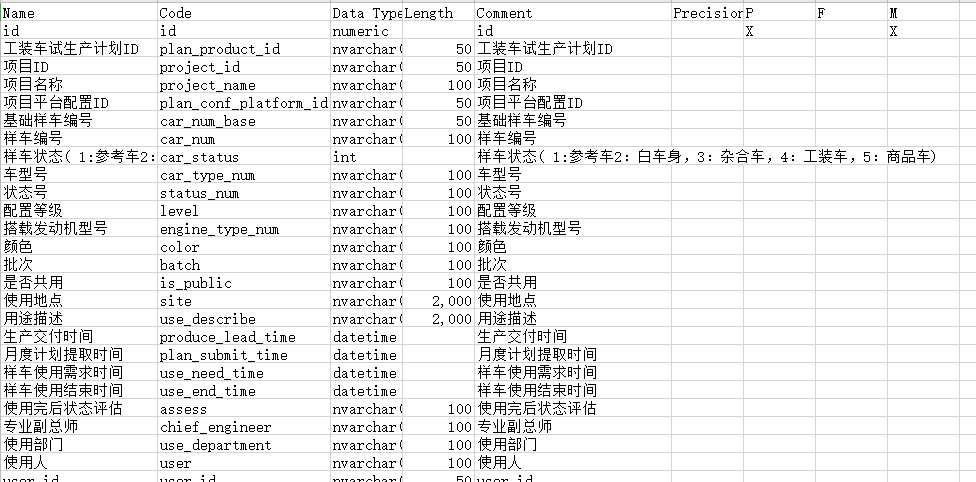 Name Code Data Type Length Comment Precision P F M
id id numeric id X X
工装车试生产计划ID plan_product_id nvarchar( 50 工装车试生产计划ID
项目ID project_id nvarchar( 50 项目ID
项目名称 project_name nvarchar( 100 项目名称
项目平台配置ID plan_conf_platform_id nvarchar( 50 项目平台配置ID
基础样车编号 car_num_base nvarchar( 50 基础样车编号
样车编号 car_num nvarchar( 100 样车编号
样车状态( 1:参考车2: car_status int 样车状态( 1:参考车2: 白车身, 3: 杂合车, 4: 工装车, 5: 商品车)
车型号 car_type_num nvarchar( 100 车型号
状态号 status_num nvarchar( 100 状态号
配置等级 level nvarchar( 100 配置等级
搭载发动机型号 engine_type_num nvarchar( 100 搭载发动机型号
颜色 color nvarchar( 100 颜色
批次 batch nvarchar( 100 批次
是否共用 is_public nvarchar( 100 是否共用
使用地点 site nvarchar( 2,000 使用地点
用途描述 use_describe nvarchar( 2,000 用途描述
生产交付时间 produce_lead_time datetime 生产交付时间
月度计划提取时间 plan_submit_time datetime 月度计划提取时间
样车使用需求时间 use_need_time datetime 样车使用需求时间
样车使用结束时间 use_end_time datetime 样车使用结束时间
使用完后状态评估 assess nvarchar( 100 使用完后状态评估
专业副总师 chief_engineer nvarchar( 100 专业副总师
使用部门 use_department nvarchar( 100 使用部门
使用人 user nvarchar( 100 使用人
user_id user_id nvarchar( 50 user_id